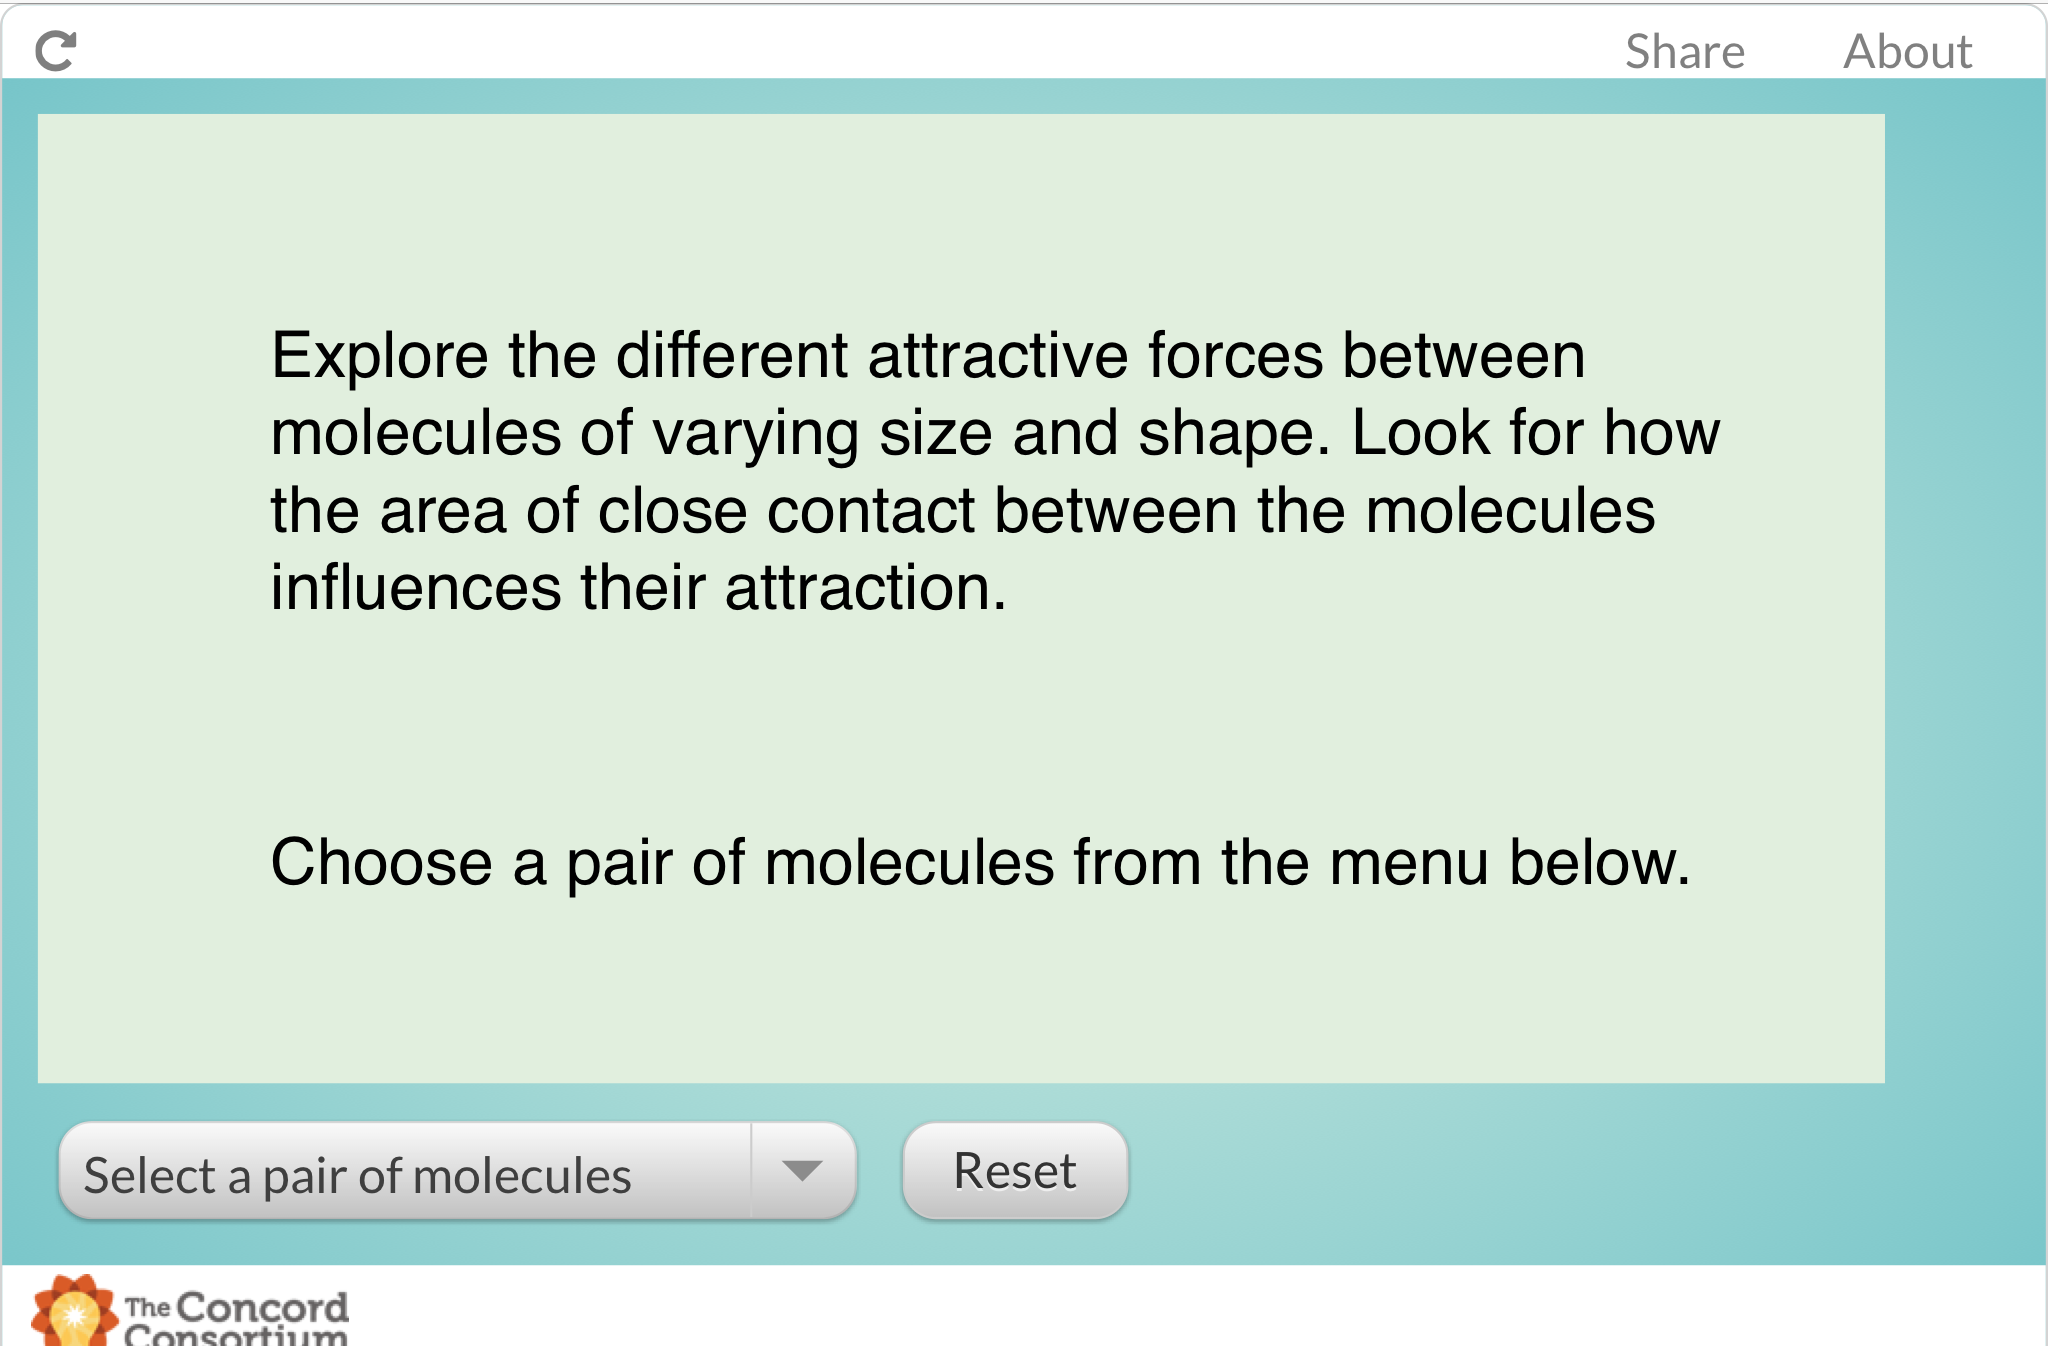 Share About
Explore the different attractive forces between
molecules of varying size and shape. Look for how
the area of close contact between the molecules
influences their attraction.
Choose a pair of molecules from the menu below.
Select a pair of molecules
Reset
The Concord
Consortium